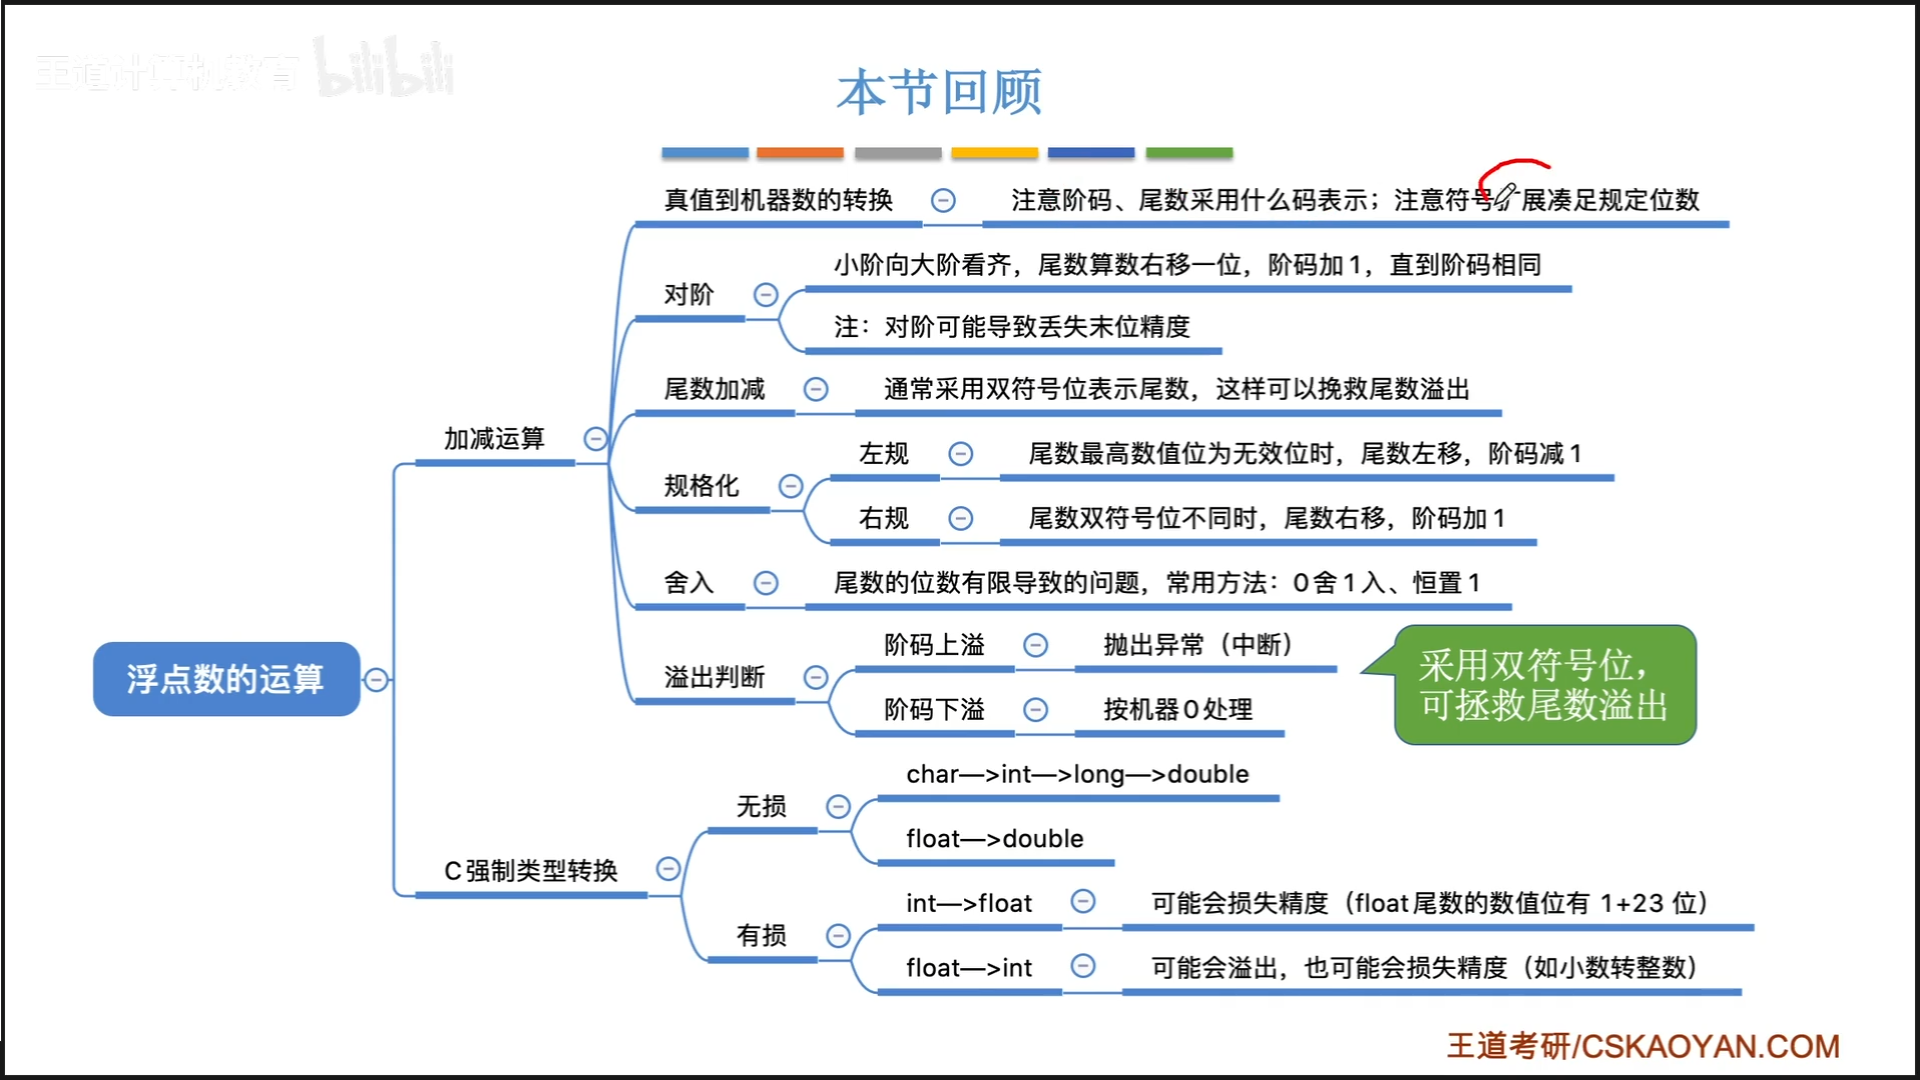 王道计算机教育 bilibili
本节回顾
真值到机器数的转换
注意阶码、尾数采用什么码表示；注意符号 展凑足规定位数
对阶
小阶向大阶看齐，尾数算数右移一位，阶码加1，直到阶码相同
注：对阶可能导致丢失末位精度
尾数加减
通常采用双符号位表示尾数，这样可以挽救尾数溢出
加减运算
规格化
左规
尾数最高数值位为无效位时，尾数左移，阶码减1
右规
尾数双符号位不同时，尾数右移，阶码加1
舍入
尾数的位数有限导致的问题，常用方法：0舍1入、恒置1
溢出判断
阶码上溢
抛出异常（中断）
阶码下溢
按机器0处理
采用双符号位，
可拯救尾数溢出
浮点数的运算
C强制类型转换
无损
char—>int—>long—>double
float—>double
有损
int—>float
可能会损失精度（float尾数的数值位有 1+23 位）
float—>int
可能会溢出，也可能会损失精度（如小数转整数）
王道考研/CSKAOYAN.COM